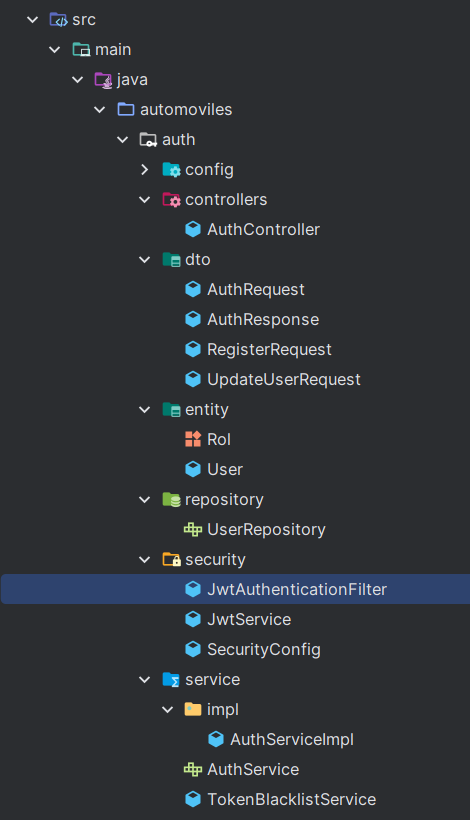 src
main
java
automoviles
auth
config
controllers
AuthController
dto
AuthRequest
AuthResponse
RegisterRequest
UpdateUserRequest
entity
Rol
User
repository
UserRepository
security
JwtAuthenticationFilter
JwtService
SecurityConfig
service
impl
AuthServiceImpl
AuthService
TokenBlacklistService